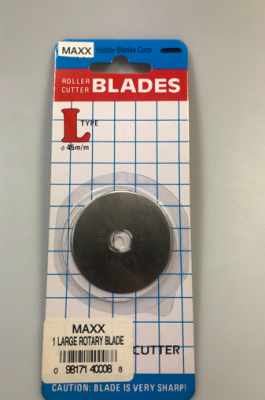 MAXX Hobby Blades Corp
ROLLER
CUTTER BLADES
L TYPE
φ45m/m
MAXX
1 LARGE ROTARY BLADE
0 98171 40008 8
CUTTER
CAUTION: BLADE IS VERY SHARP!